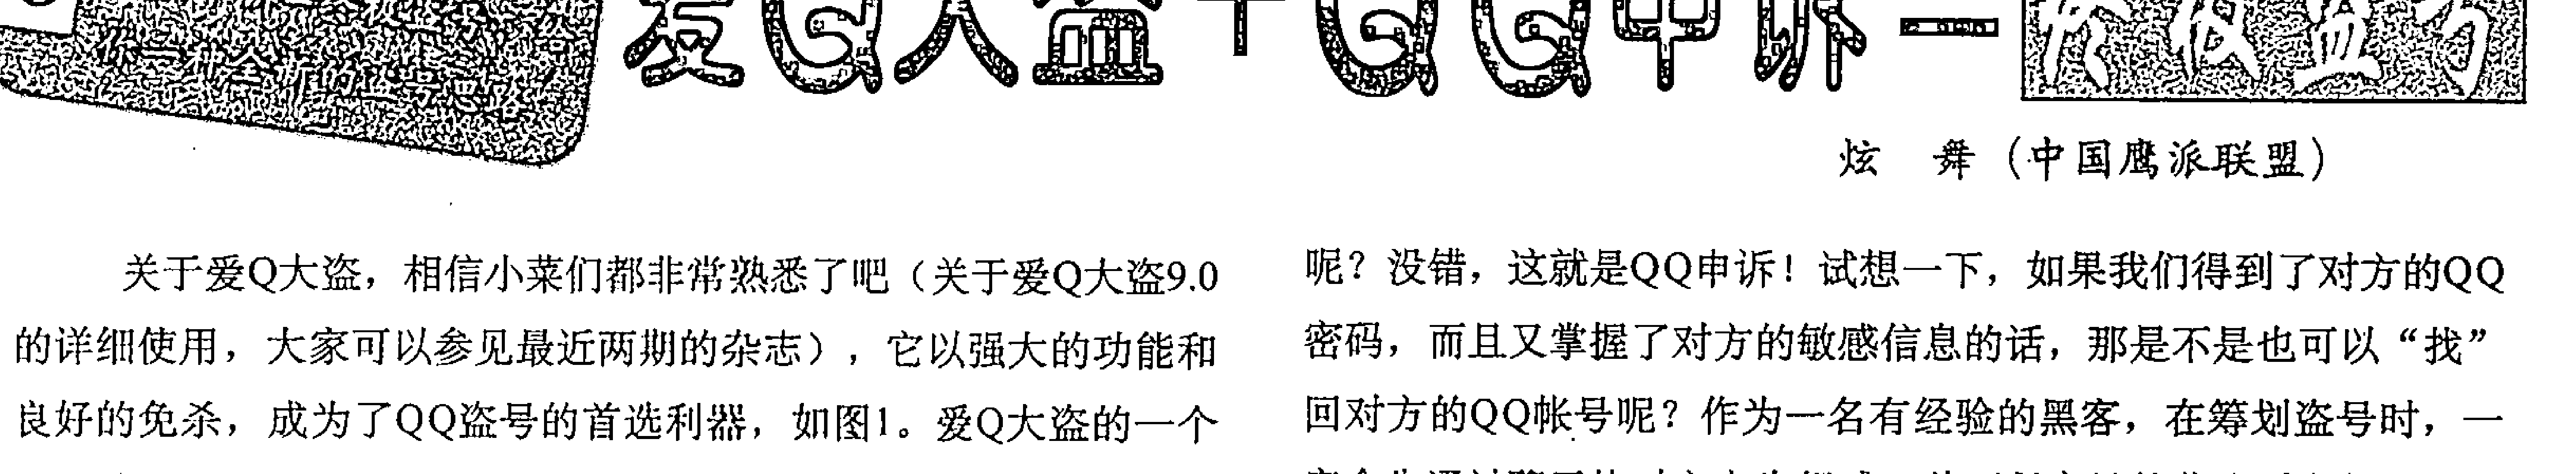 爱Q大盗+QQ申诉=
炫 舞（中国鹰派联盟）
关于爱Q大盗，相信小菜们都非常熟悉了吧（关于爱Q大盗9.0
的详细使用，大家可以参见最近两期的杂志），它以强大的功能和
良好的免杀，成为了QQ盗号的首选利器，如图1。爱Q大盗的一个
呢？没错，这就是QQ申诉！试想一下，如果我们得到了对方的QQ
密码，而且又掌握了对方的敏感信息的话，那是不是也可以“找”
回对方的QQ帐号呢？作为一名有经验的黑客，在筹划盗号时，一